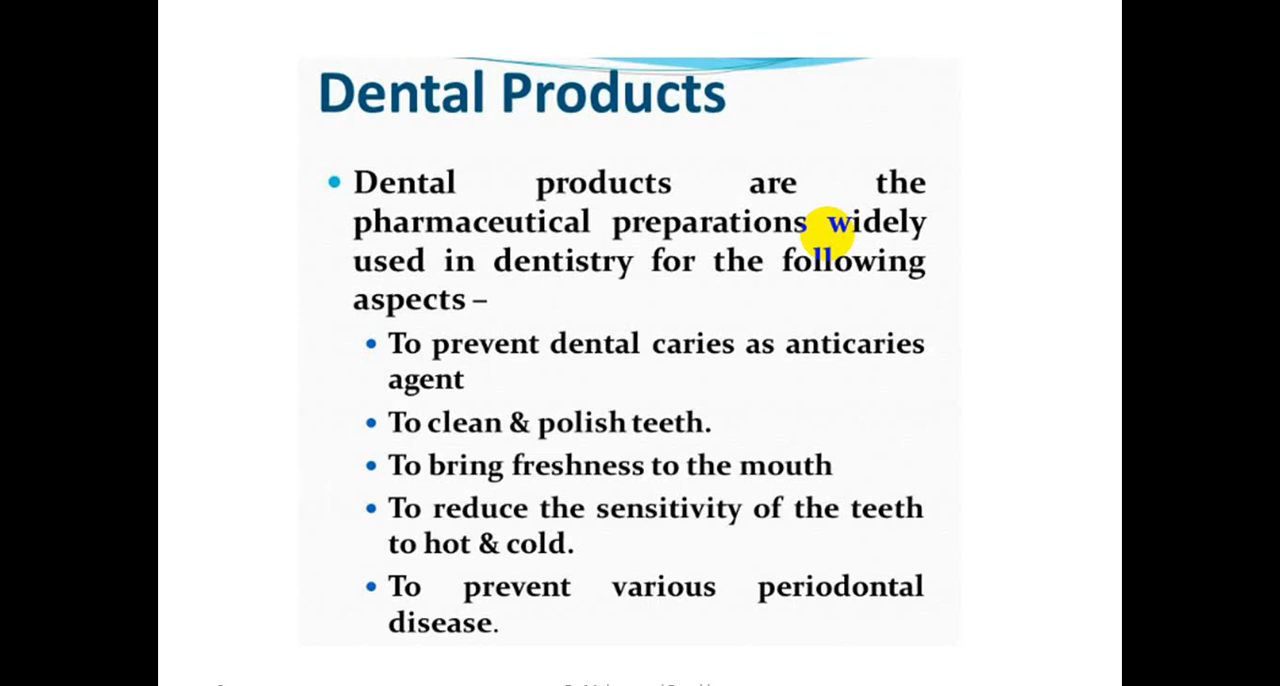 Dental Products
• Dental products are the
pharmaceutical preparations widely
used in dentistry for the following
aspects –
• To prevent dental caries as anticaries
agent
• To clean & polish teeth.
• To bring freshness to the mouth
• To reduce the sensitivity of the teeth
to hot & cold.
• To prevent various periodontal
disease.